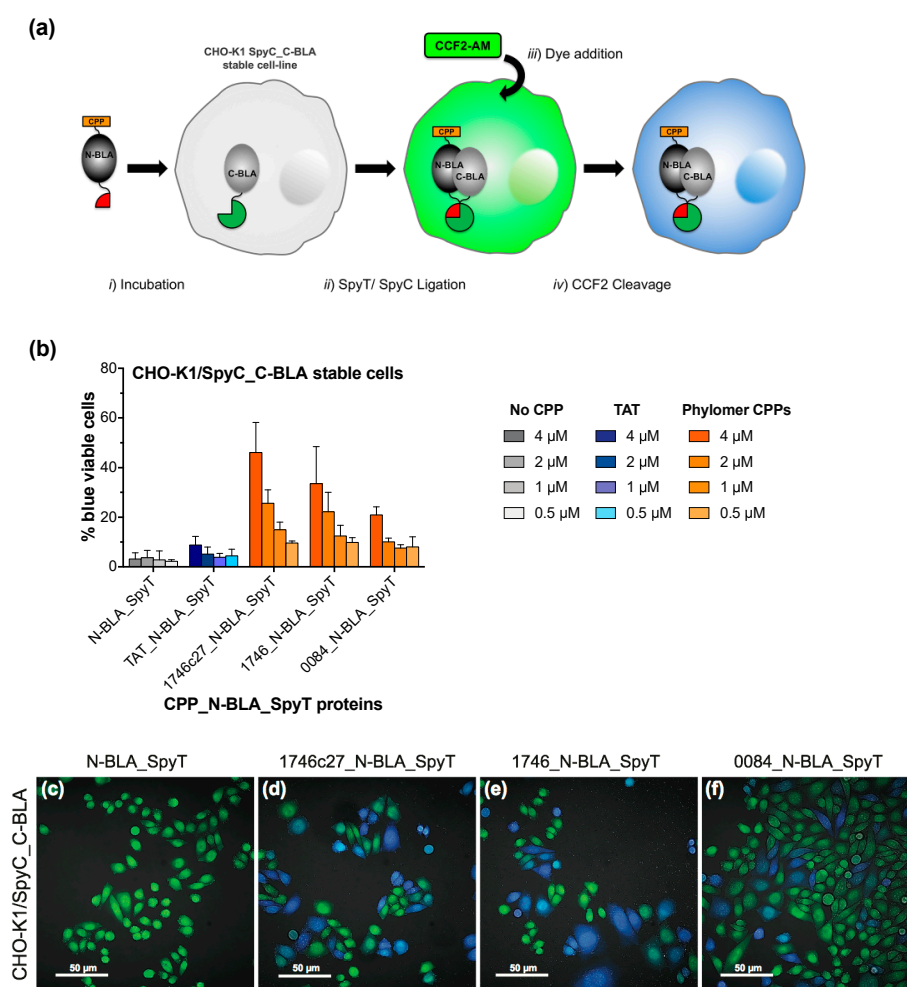 (a)
CHO-K1 SpyC_C-BLA
stable cell-line
CCF2-AM
iii) Dye addition
CPP
N-BLA
C-BLA
CPP
N-BLA
C-BLA
CPP
N-BLA
C-BLA
i) Incubation
ii) SpyT/ SpyC Ligation
iv) CCF2 Cleavage
(b)
CHO-K1/SpyC_C-BLA stable cells
% blue viable cells
80
60
40
20
0
N-BLA_SpyT
TAT_N-BLA_SpyT
1746c27_N-BLA_SpyT
1746_N-BLA_SpyT
0084_N-BLA_SpyT
CPP_N-BLA_SpyT proteins
No CPP TAT Phylomer CPPs
4 µM 4 µM 4 µM
2 µM 2 µM 2 µM
1 µM 1 µM 1 µM
0.5 µM 0.5 µM 0.5 µM
N-BLA_SpyT 1746c27_N-BLA_SpyT 1746_N-BLA_SpyT 0084_N-BLA_SpyT
CHO-K1/SpyC_C-BLA
(c) (d) (e) (f)
50 µm 50 µm 50 µm 50 µm